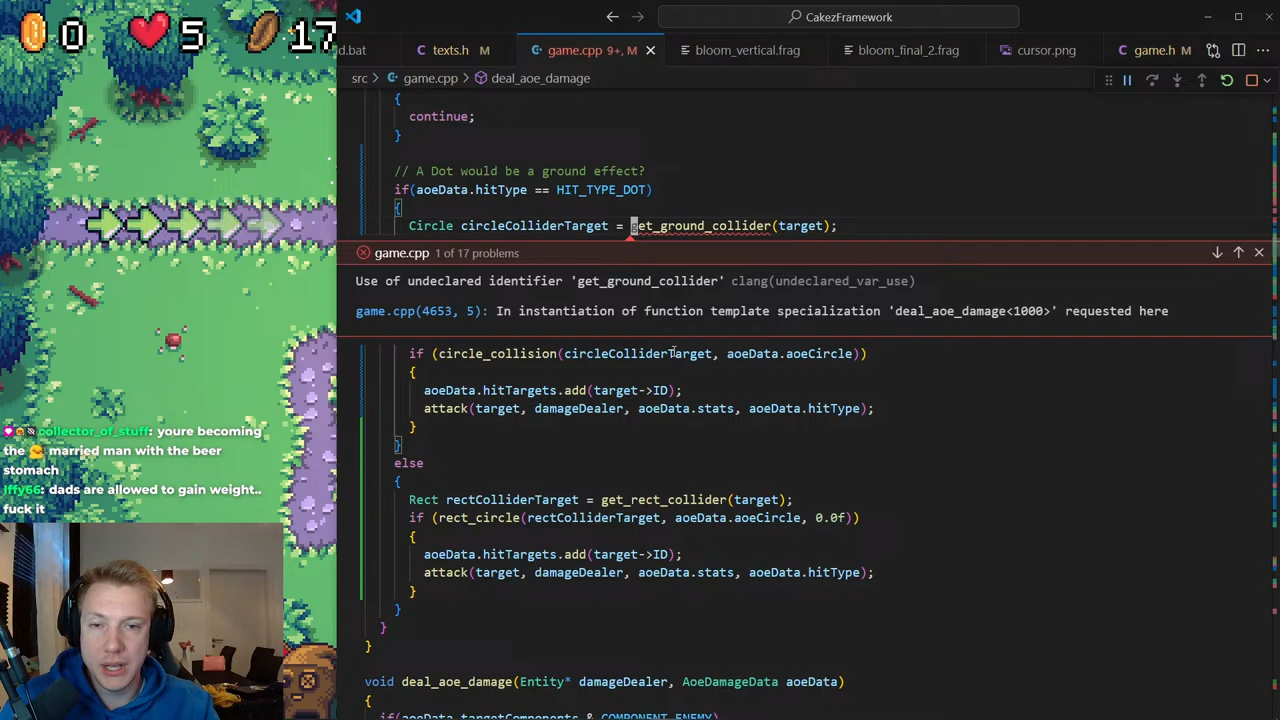 0 5 17
CakezFramework
d.bat texts.h M game.cpp 9+, M bloom_vertical.frag bloom_final_2.frag cursor.png game.h M
src > game.cpp > deal_aoe_damage
{
continue;
}
// A Dot would be a ground effect?
if(aoeData.hitType == HIT_TYPE_DOT)
{
Circle circleColliderTarget = get_ground_collider(target);
game.cpp 1 of 17 problems
Use of undeclared identifier 'get_ground_collider' clang(undeclared_var_use)
game.cpp(4653, 5): In instantiation of function template specialization 'deal_aoe_damage<1000>' requested here
if (circle_collision(circleColliderTarget, aoeData.aoeCircle))
{
aoeData.hitTargets.add(target->ID);
attack(target, damageDealer, aoeData.stats, aoeData.hitType);
}
}
else
{
Rect rectColliderTarget = get_rect_collider(target);
if (rect_circle(rectColliderTarget, aoeData.aoeCircle, 0.0f))
{
aoeData.hitTargets.add(target->ID);
attack(target, damageDealer, aoeData.stats, aoeData.hitType);
}
}
}
}
void deal_aoe_damage(Entity* damageDealer, AoeDamageData aoeData)
{
if(aoeData.targetComponents & COMPONENT_ENEMY)
collector_of_stuff: youre becoming
the married man with the beer
stomach
Iffy66: dads are allowed to gain weight..
fuck it